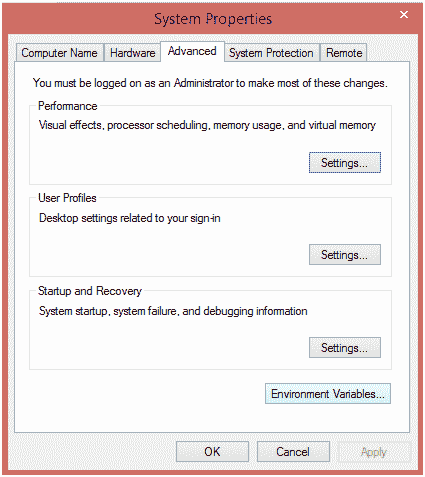 System Properties
Computer Name Hardware Advanced System Protection Remote
You must be logged on as an Administrator to make most of these changes.
Performance
Visual effects, processor scheduling, memory usage, and virtual memory
Settings...
User Profiles
Desktop settings related to your sign-in
Settings...
Startup and Recovery
System startup, system failure, and debugging information
Settings...
Environment Variables...
OK Cancel Apply